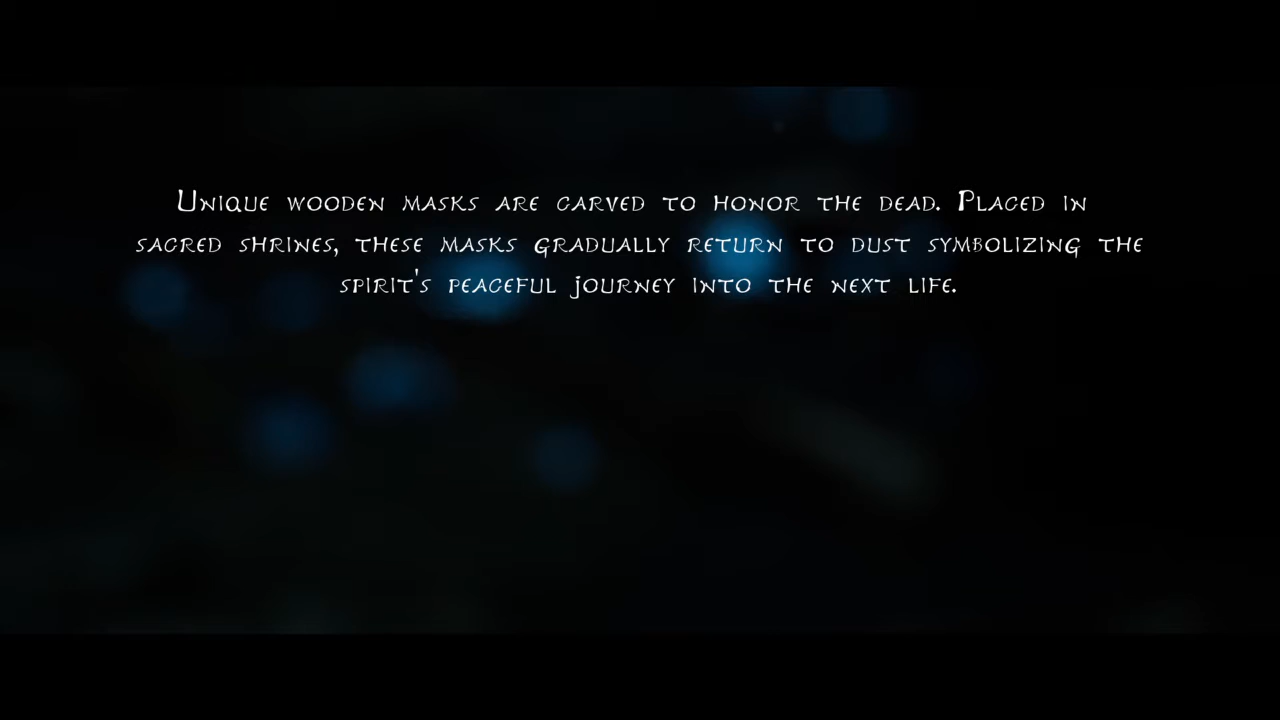 Unique wooden masks are carved to honor the dead. Placed in
sacred shrines, these masks gradually return to dust symbolizing the
spirit's peaceful journey into the next life.